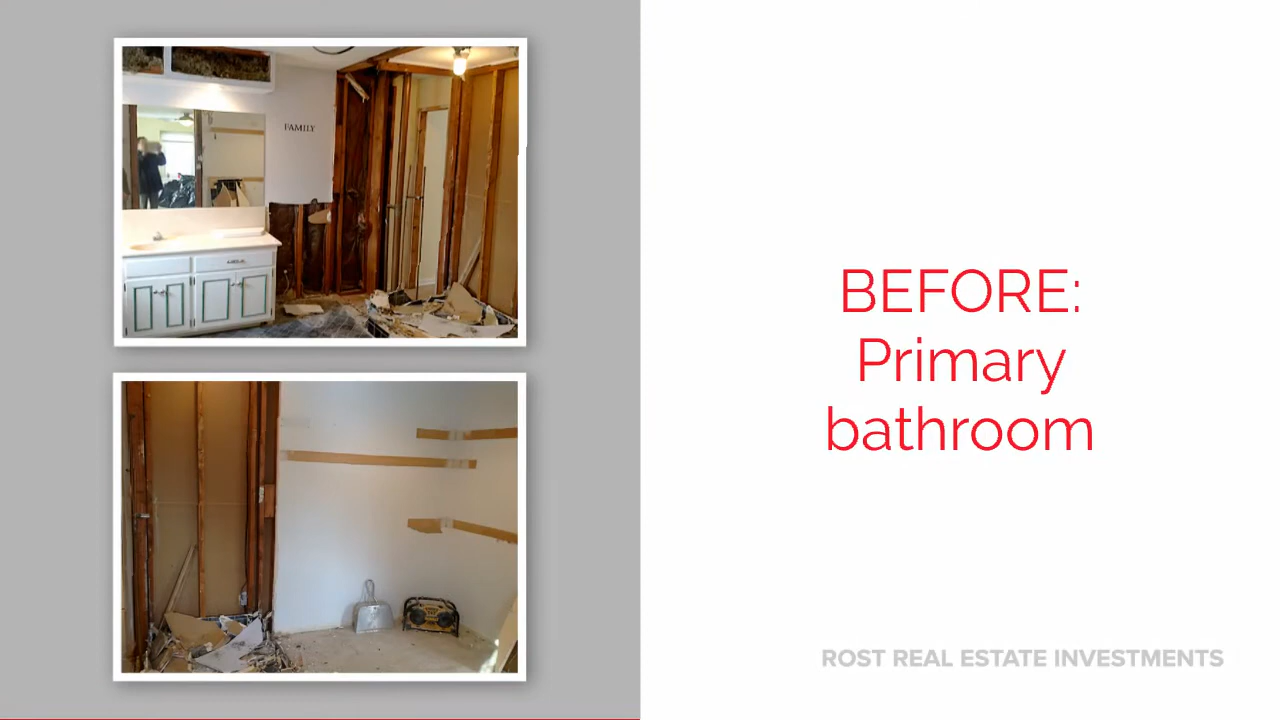 FAMILY
BEFORE:
Primary
bathroom
ROST REAL ESTATE INVESTMENTS